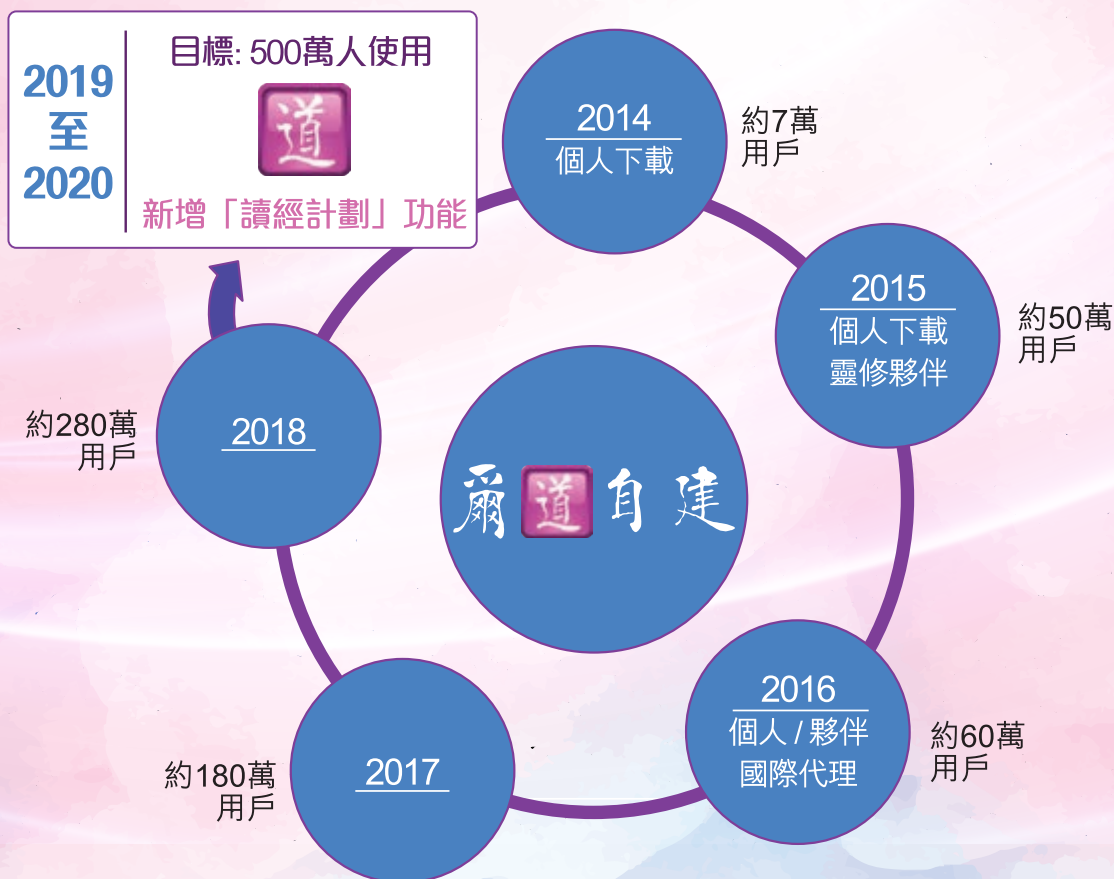 2019
至
2020
目標: 500萬人使用
道
新增「讀經計劃」功能
2014
個人下載
約7萬
用戶
2015
個人下載
靈修夥伴
約50萬
用戶
2016
個人 / 夥伴
國際代理
約60萬
用戶
2017
約180萬
用戶
2018
約280萬
用戶
爾道自建